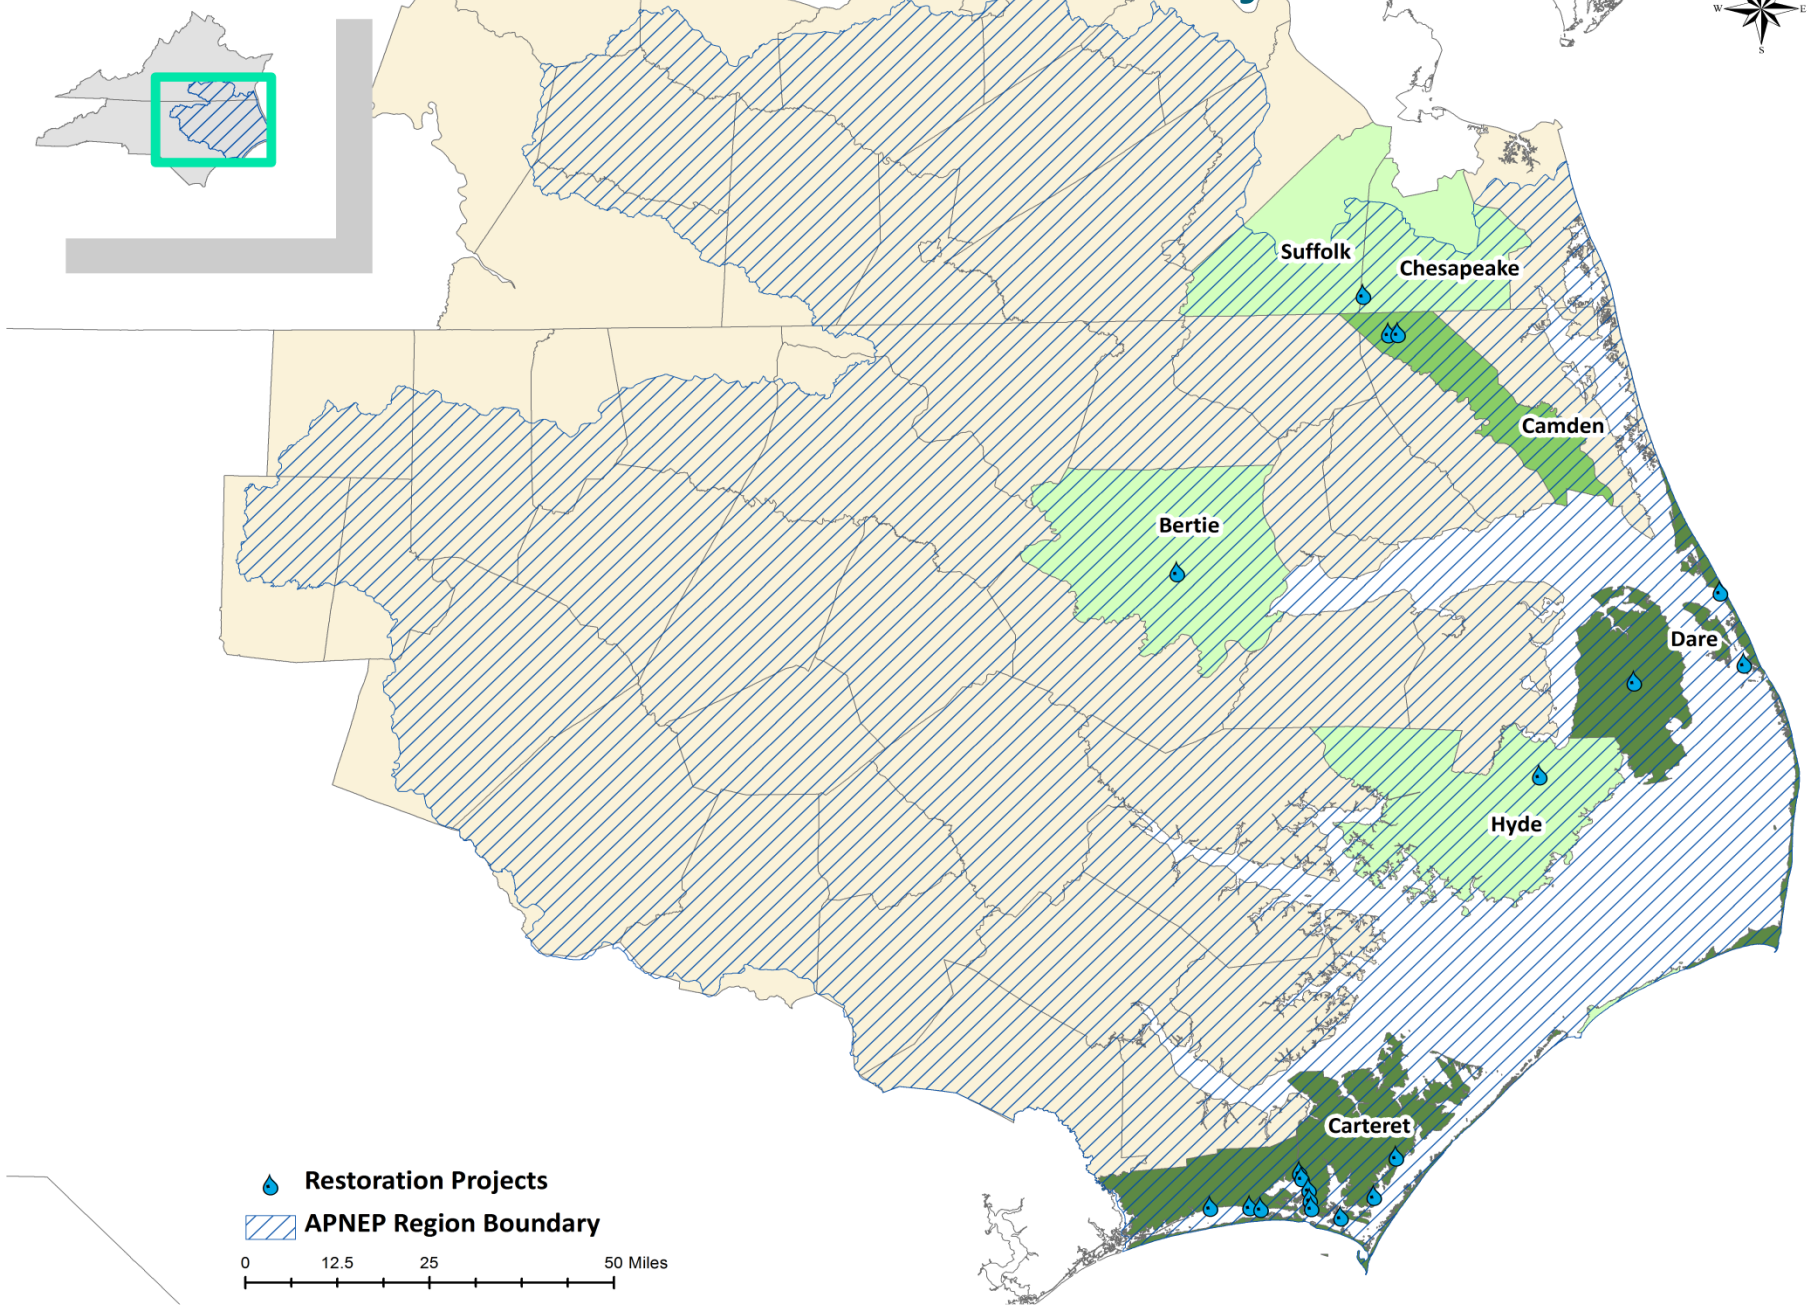 W E
S
Suffolk
Chesapeake
Camden
Bertie
Dare
Hyde
Carteret
Restoration Projects
APNEP Region Boundary
0 12.5 25 50 Miles